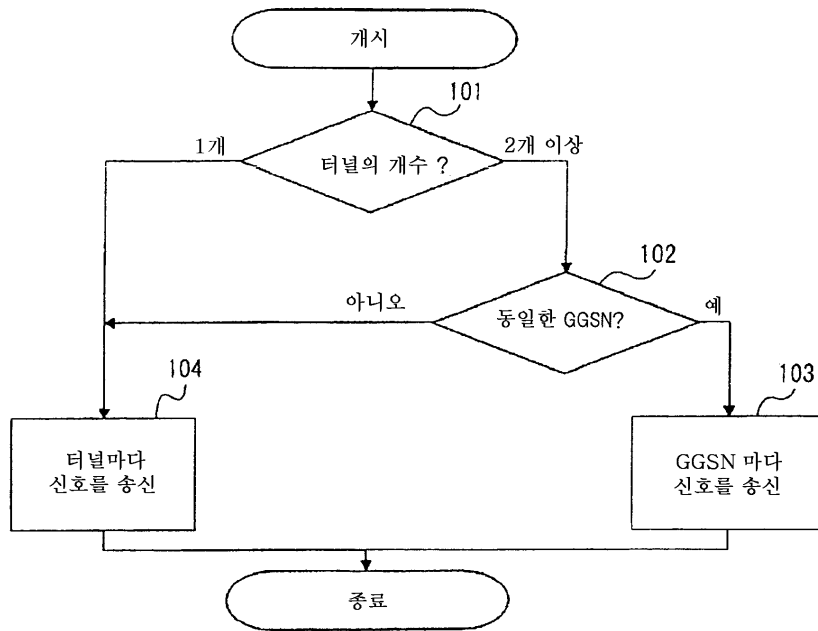 개시
101
1개
터널의 개수 ?
2개 이상
102
아니오
동일한 GGSN?
예
104
103
터널마다
신호를 송신
GGSN 마다
신호를 송신
종료